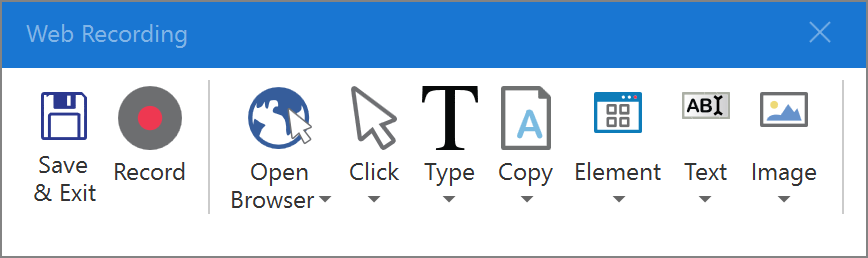 Web Recording
Save
& Exit
Record
Open
Browser
Click
T
Type
A
Copy
Element
AB
Text
Image